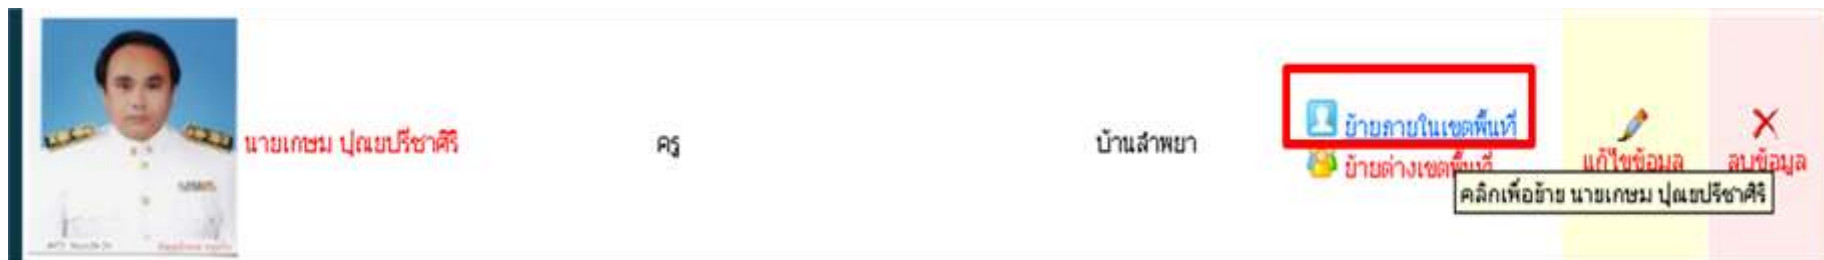 นายเกษม ปุณยปรีชาศิริ
ครู
บ้านลำพยา
ย้ายภายในเขตพื้นที่
ย้ายต่างเขตพื้นที่
แก้ไขข้อมูล
ลบข้อมูล
คลิกเพื่อย้าย นายเกษม ปุณยปรีชาศิริ